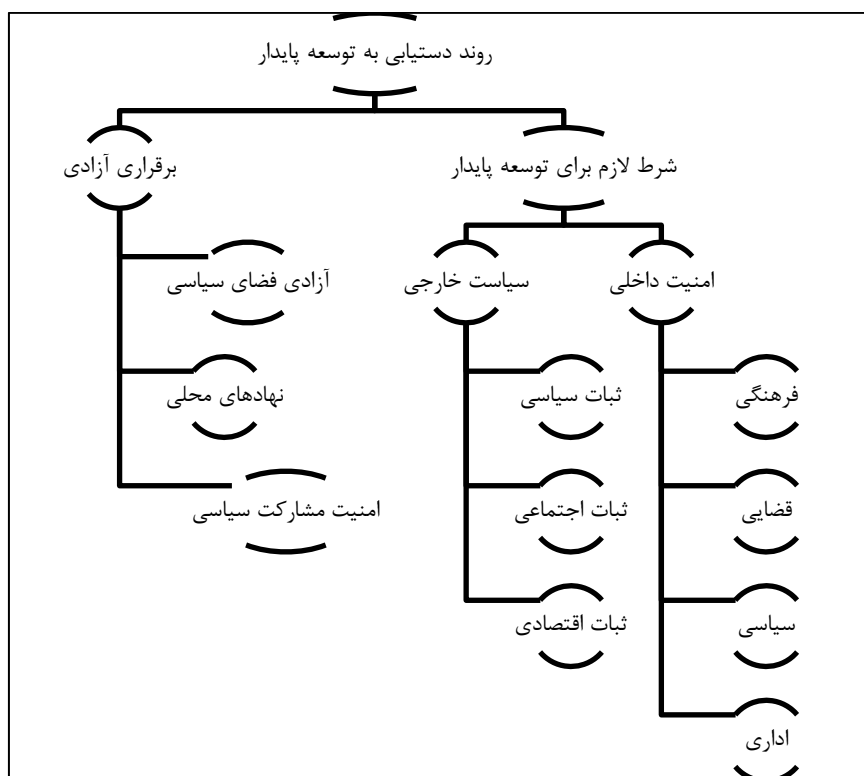 روند دستیابی به توسعه پایدار
شرط لازم برای توسعه پایدار
برقراری آزادی
امنیت داخلی
سیاست خارجی
آزادی فضای سیاسی
فرهنگی
ثبات سیاسی
نهادهای محلی
قضایی
ثبات اجتماعی
امنیت مشارکت سیاسی
سیاسی
ثبات اقتصادی
اداری